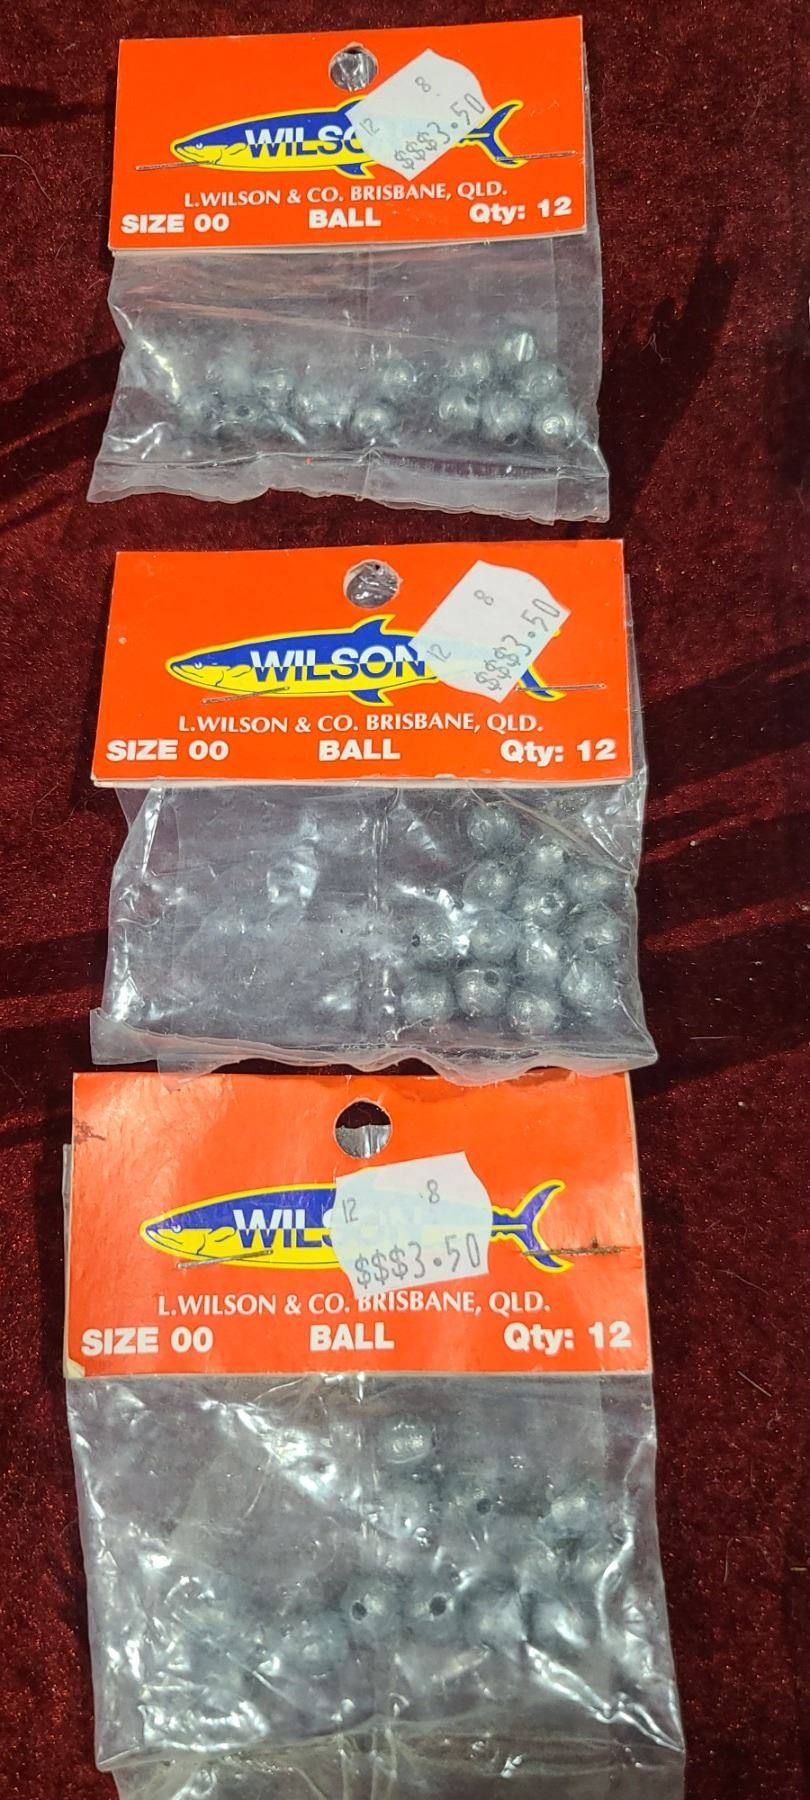 8
12
$$$3.50
WILSO
L.WILSON & CO. BRISBANE, QLD.
SIZE 00 BALL Qty: 12
8
12
$$$3.50
WILSON
L.WILSON & CO. BRISBANE, QLD.
SIZE 00 BALL Qty: 12
12 8
$$$3.50
WILSON
L.WILSON & CO. BRISBANE, QLD.
SIZE 00 BALL Qty: 12